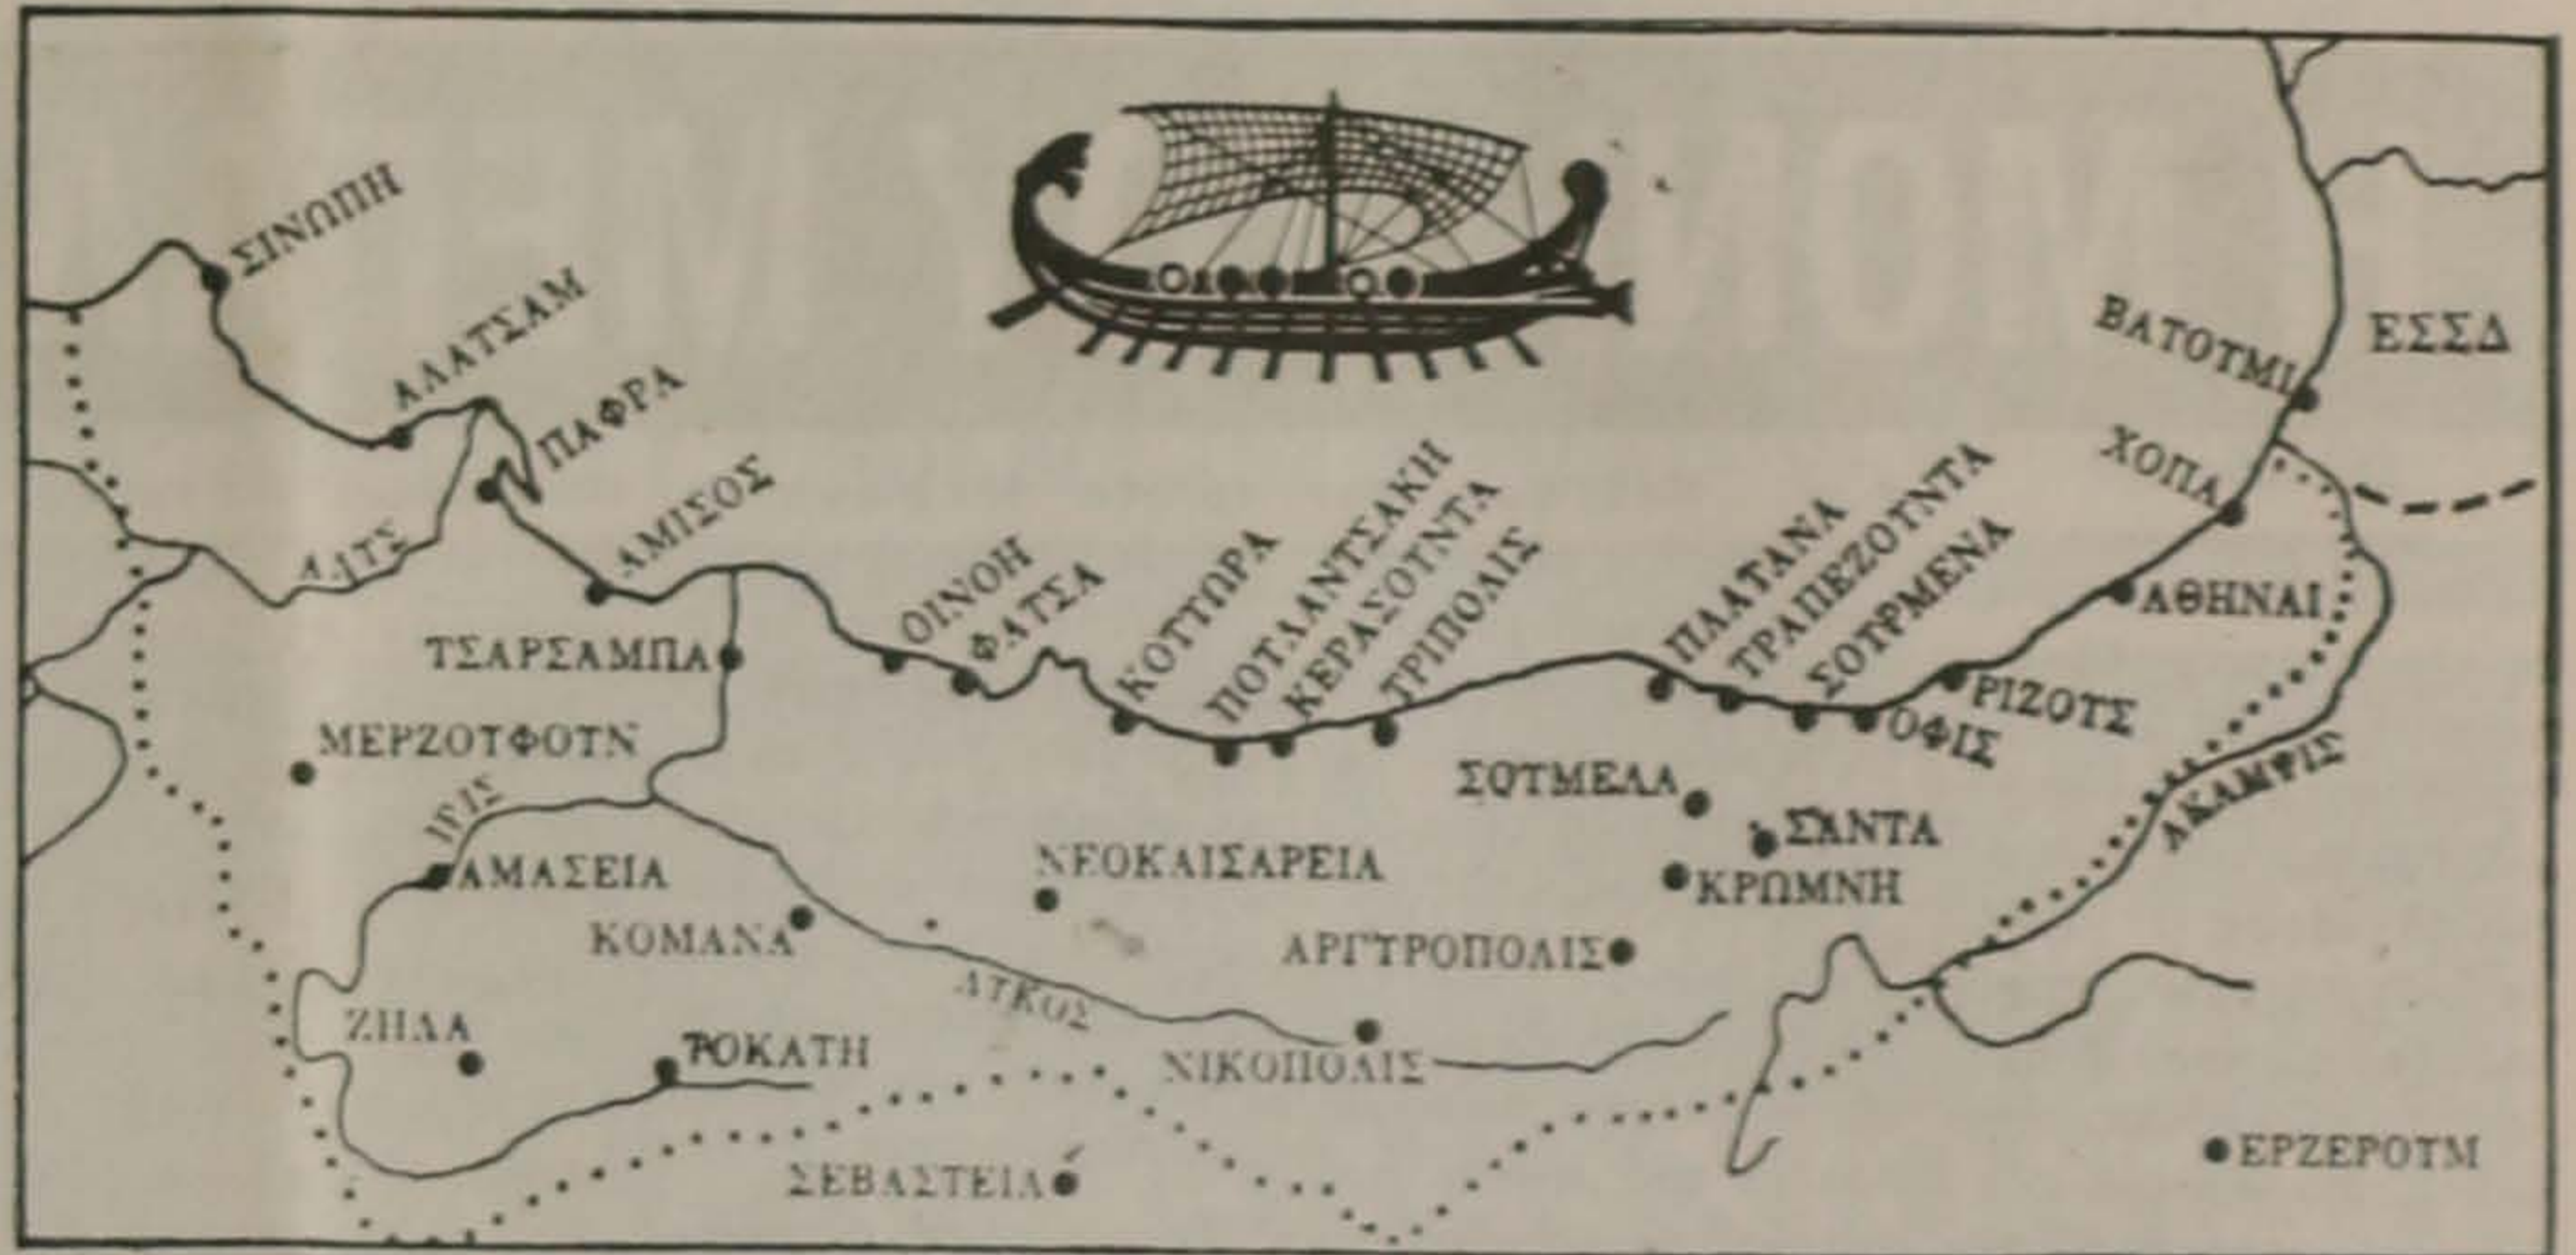 ΣΙΝΩΠΗ
ΑΛΑΤΣΑΜ
ΠΑΦΡΑ
ΑΜΙΣΟΣ
ΑΛΥΣ
ΟΙΝΟΗ
ΦΑΤΣΑ
ΚΟΤΥΩΡΑ
ΠΟΥΛΑΝΤΣΑΚΗ
ΚΕΡΑΣΟΥΝΤΑ
ΤΡΙΠΟΛΙΣ
ΠΛΑΤΑΝΑ
ΤΡΑΠΕΖΟΥΝΤΑ
ΣΟΥΡΜΕΝΑ
ΟΦΙΣ
ΡΙΖΟΥΣ
ΑΘΗΝΑΙ
ΧΟΠΑ
ΒΑΤΟΥΜΙ
ΕΣΣΔ
ΤΣΑΡΣΑΜΠΑ
ΜΕΡΖΟΥΦΟΥΝ
ΙΡΙΣ
ΑΜΑΣΕΙΑ
ΚΟΜΑΝΑ
ΝΕΟΚΑΙΣΑΡΕΙΑ
ΣΟΥΜΕΛΑ
ΣΑΝΤΑ
ΚΡΩΜΝΗ
ΑΡΓΥΡΟΠΟΛΙΣ
ΑΚΑΜΨΙΣ
ΛΥΚΟΣ
ΖΗΛΑ
ΤΟΚΑΤΗ
ΝΙΚΟΠΟΛΙΣ
ΣΕΒΑΣΤΕΙΑ
ΕΡΖΕΡΟΥΜ